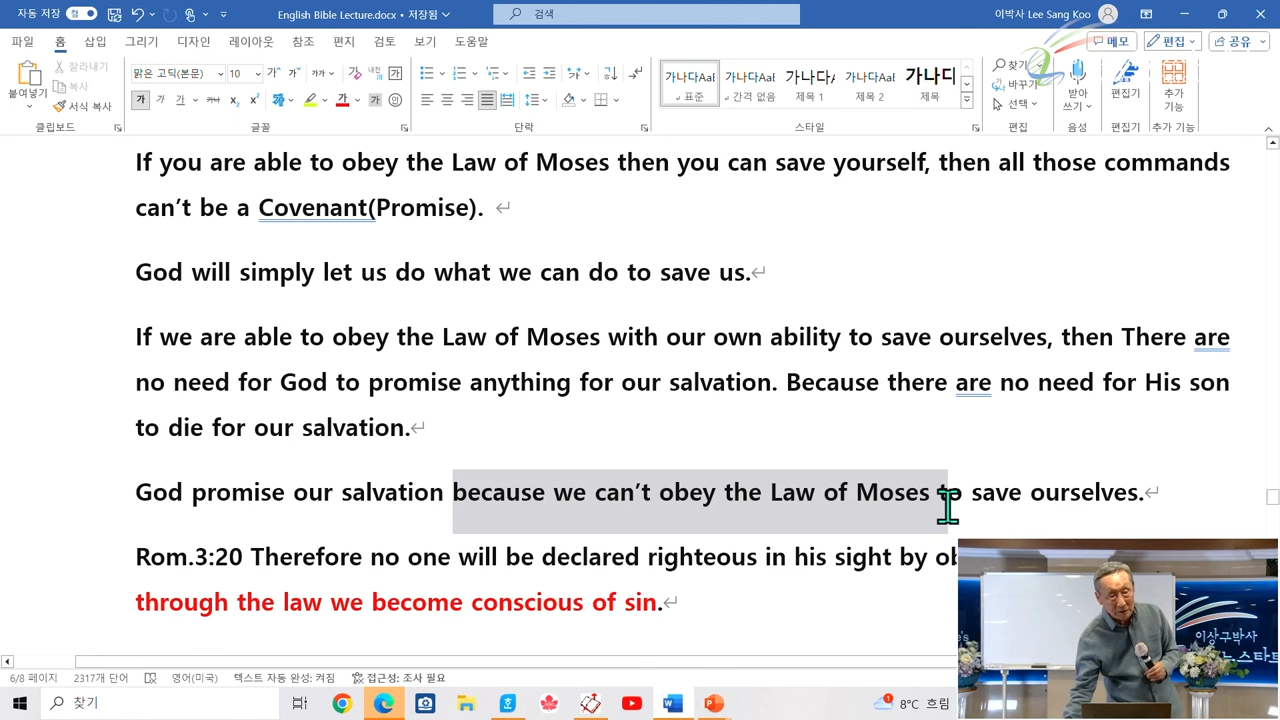 자동 저장 켬 English Bible Lecture.docx • 저장됨 검색 이박사 Lee Sang Koo
파일 홈 삽입 그리기 디자인 레이아웃 참조 편지 검토 보기 도움말 메모 편집 공유
붙여넣기 잘라내기 복사 서식 복사
맑은 고딕(본문) 10 가가
가나다AaI 표준 가나다AaI 간격 없음 가나다A 제목 1 가나다AaI 제목 2 가나다 제목
찾기 바꾸기 선택 받아쓰기 편집기 추가 기능
클립보드 글꼴 단락 스타일 편집 음성 편집기 추가 기능
If you are able to obey the Law of Moses then you can save yourself, then all those commands
can’t be a Covenant(Promise).
God will simply let us do what we can do to save us.
If we are able to obey the Law of Moses with our own ability to save ourselves, then There are
no need for God to promise anything for our salvation. Because there are no need for His son
to die for our salvation.
God promise our salvation because we can’t obey the Law of Moses to save ourselves.
Rom.3:20 Therefore no one will be declared righteous in his sight by ob
through the law we become conscious of sin.
이상구박사
뉴스타트
6/8 페이지 2317개 단어 영어(미국) 텍스트 자동 완성: 켜짐 접근성: 조사 필요
찾기 8°C 흐림